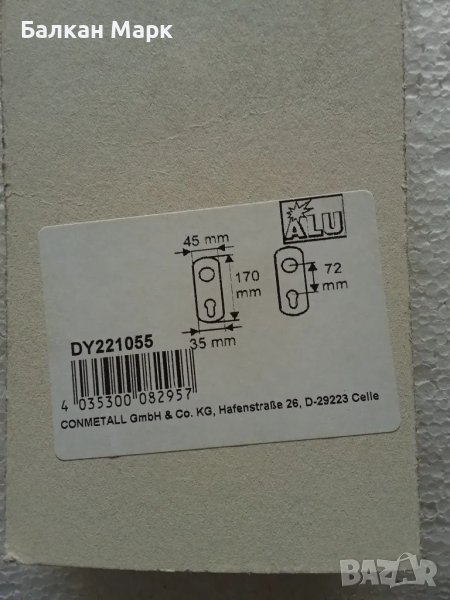 Балкан Марк
ALU
45 mm
170 mm
72 mm
35 mm
DY221055
4 035300 082957
CONMETALL GmbH & Co. KG, Hafenstraße 26, D-29223 Celle
BAZAR